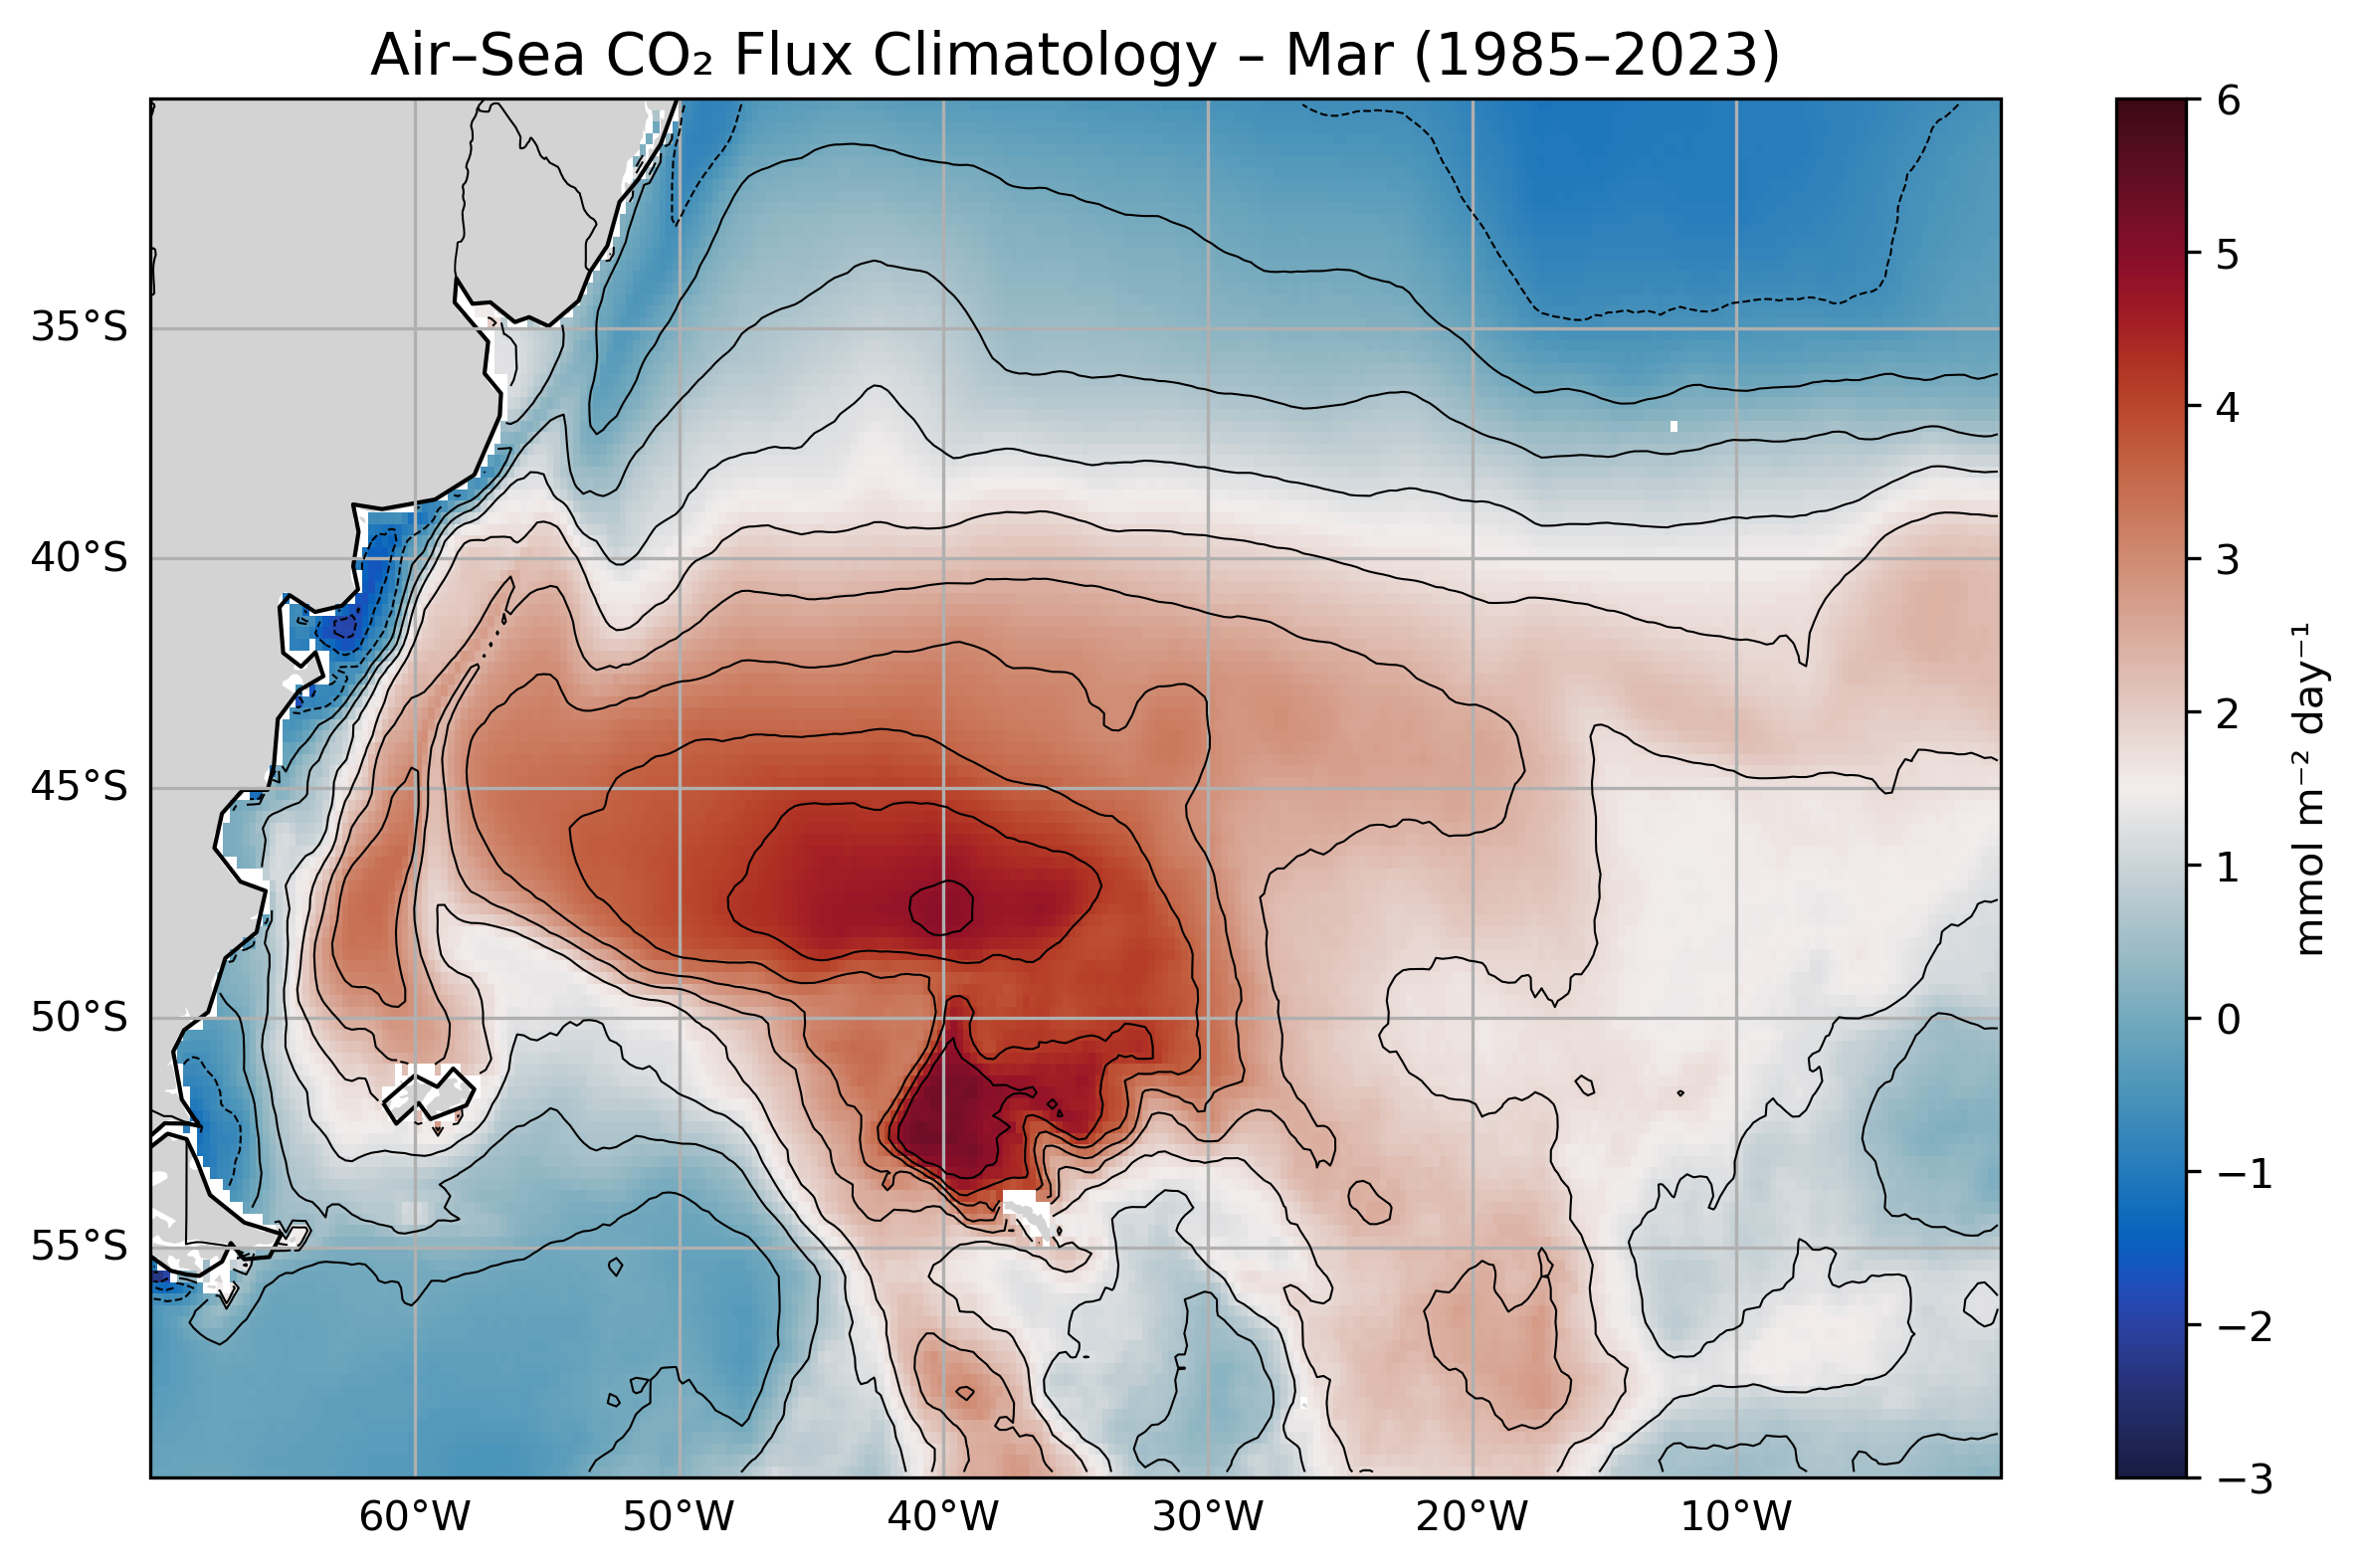 Air–Sea CO₂ Flux Climatology – Mar (1985–2023)
35°S
40°S
45°S
50°S
55°S
60°W
50°W
40°W
30°W
20°W
10°W
6
5
4
3
2
1
0
−1
−2
−3
mmol m⁻² day⁻¹